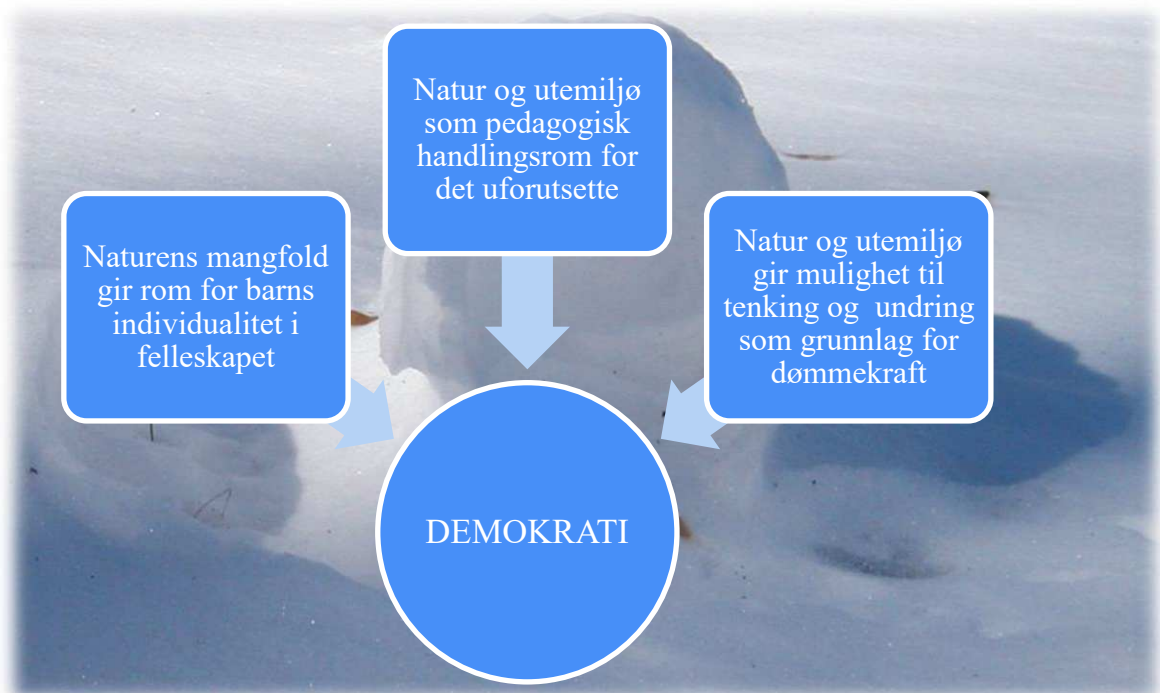 Natur og utemiljø
som pedagogisk
handlingsrom for
det uforutsette
Naturens mangfold
gir rom for barns
individualitet i
felleskapet
Natur og utemiljø
gir mulighet til
tenking og  undring
som grunnlag for
dømmekraft
DEMOKRATI